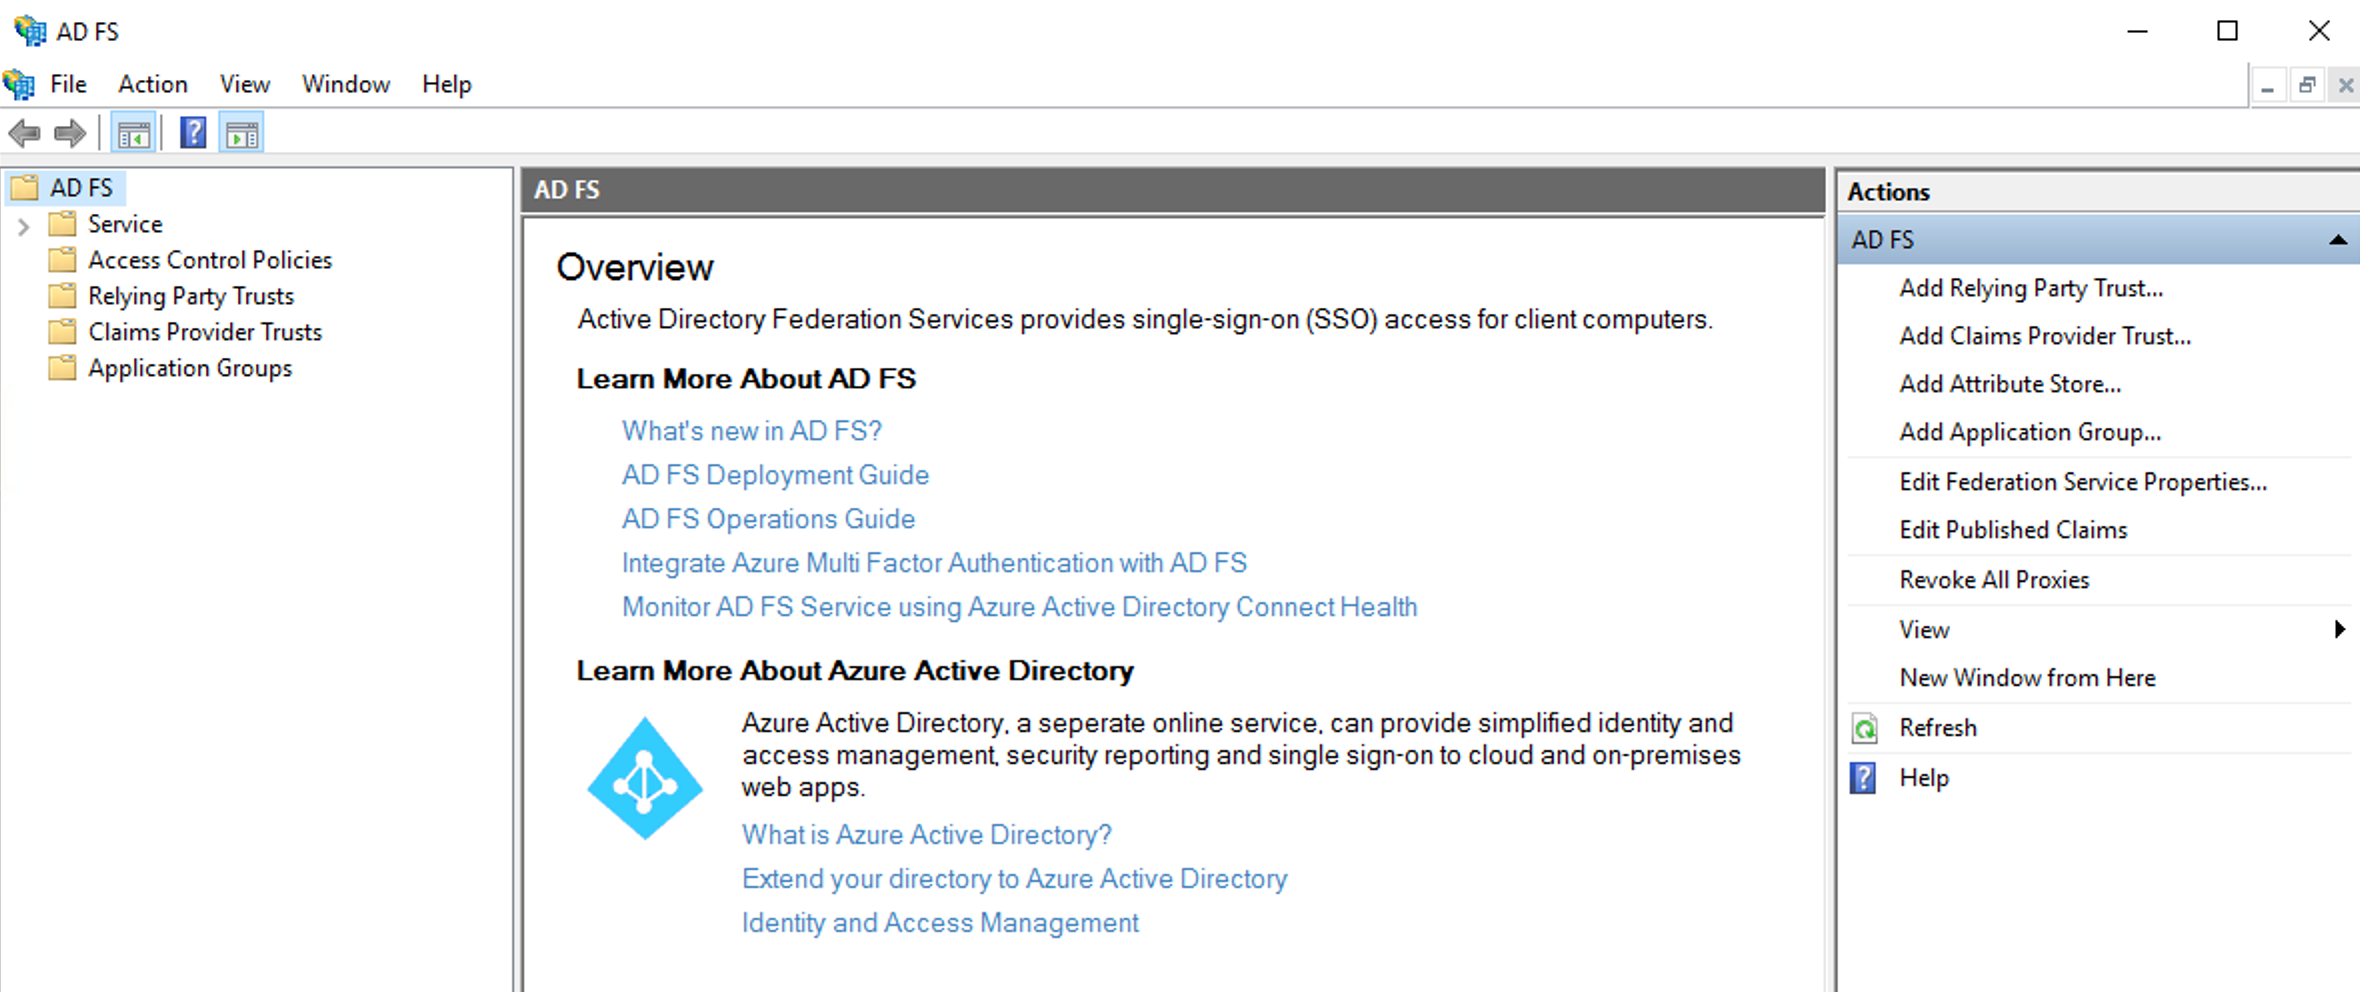 AD FS
File Action View Window Help
AD FS
Service
Access Control Policies
Relying Party Trusts
Claims Provider Trusts
Application Groups
AD FS
Overview
Active Directory Federation Services provides single-sign-on (SSO) access for client computers.
Learn More About AD FS
What's new in AD FS?
AD FS Deployment Guide
AD FS Operations Guide
Integrate Azure Multi Factor Authentication with AD FS
Monitor AD FS Service using Azure Active Directory Connect Health
Learn More About Azure Active Directory
Azure Active Directory, a seperate online service, can provide simplified identity and
access management, security reporting and single sign-on to cloud and on-premises
web apps.
What is Azure Active Directory?
Extend your directory to Azure Active Directory
Identity and Access Management
Actions
AD FS
Add Relying Party Trust...
Add Claims Provider Trust...
Add Attribute Store...
Add Application Group...
Edit Federation Service Properties...
Edit Published Claims
Revoke All Proxies
View
New Window from Here
Refresh
Help